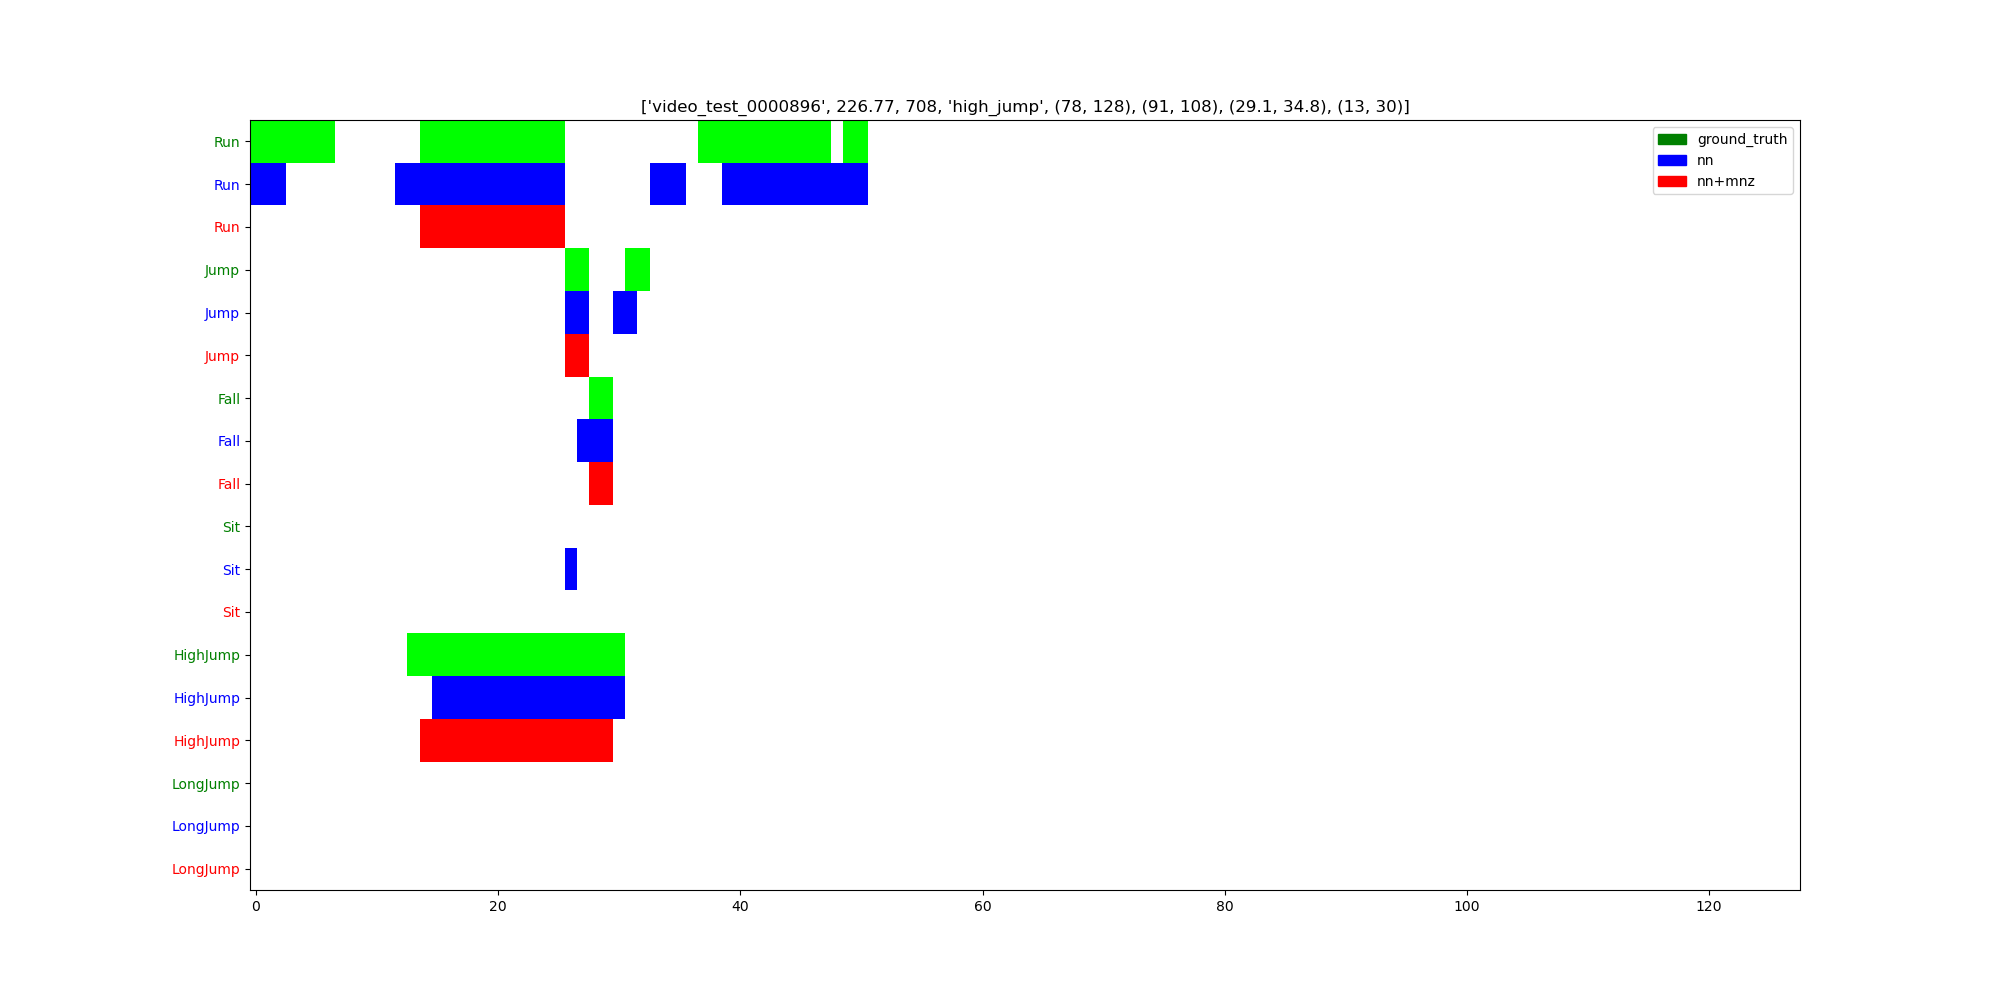 ['video_test_0000896', 226.77, 708, 'high_jump', (78, 128), (91, 108), (29.1, 34.8), (13, 30)]
ground_truth
nn
nn+mnz
Run
Run
Run
Jump
Jump
Jump
Fall
Fall
Fall
Sit
Sit
Sit
HighJump
HighJump
HighJump
LongJump
LongJump
LongJump
0 20 40 60 80 100 120